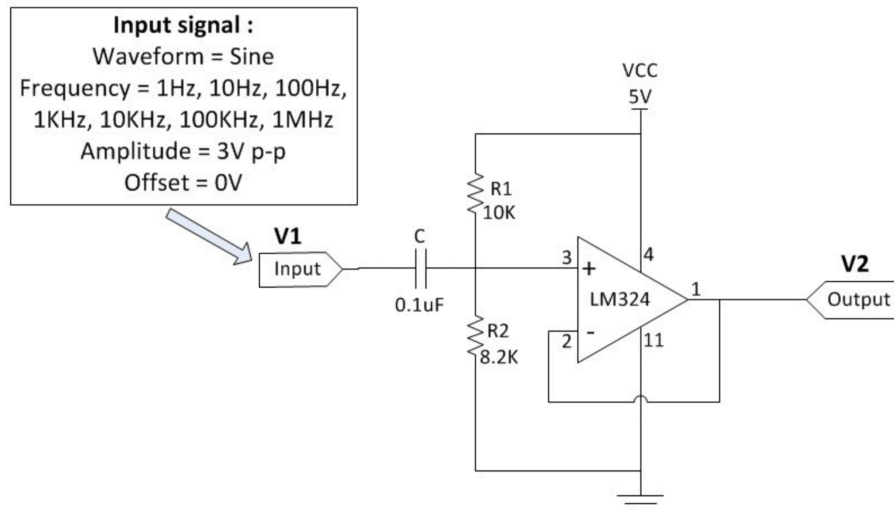 Input signal :
Waveform = Sine
Frequency = 1Hz, 10Hz, 100Hz,
1KHz, 10KHz, 100KHz, 1MHz
Amplitude = 3V p-p
Offset = 0V
VCC
5V
R1
10K
V1
Input
C
0.1uF
R2
8.2K
3
+
4
LM324
1
2
-
11
V2
Output